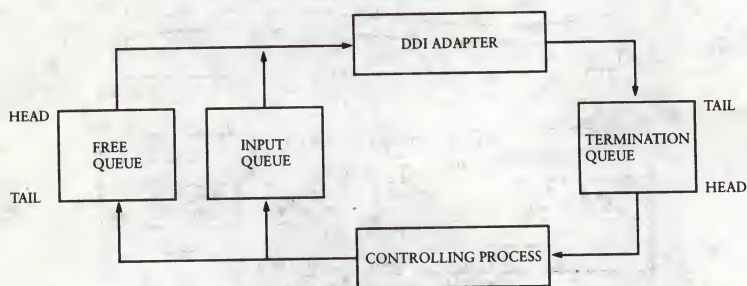 DDI ADAPTER
HEAD
TAIL
FREE
QUEUE
INPUT
QUEUE
TERMINATION
QUEUE
TAIL
HEAD
CONTROLLING PROCESS